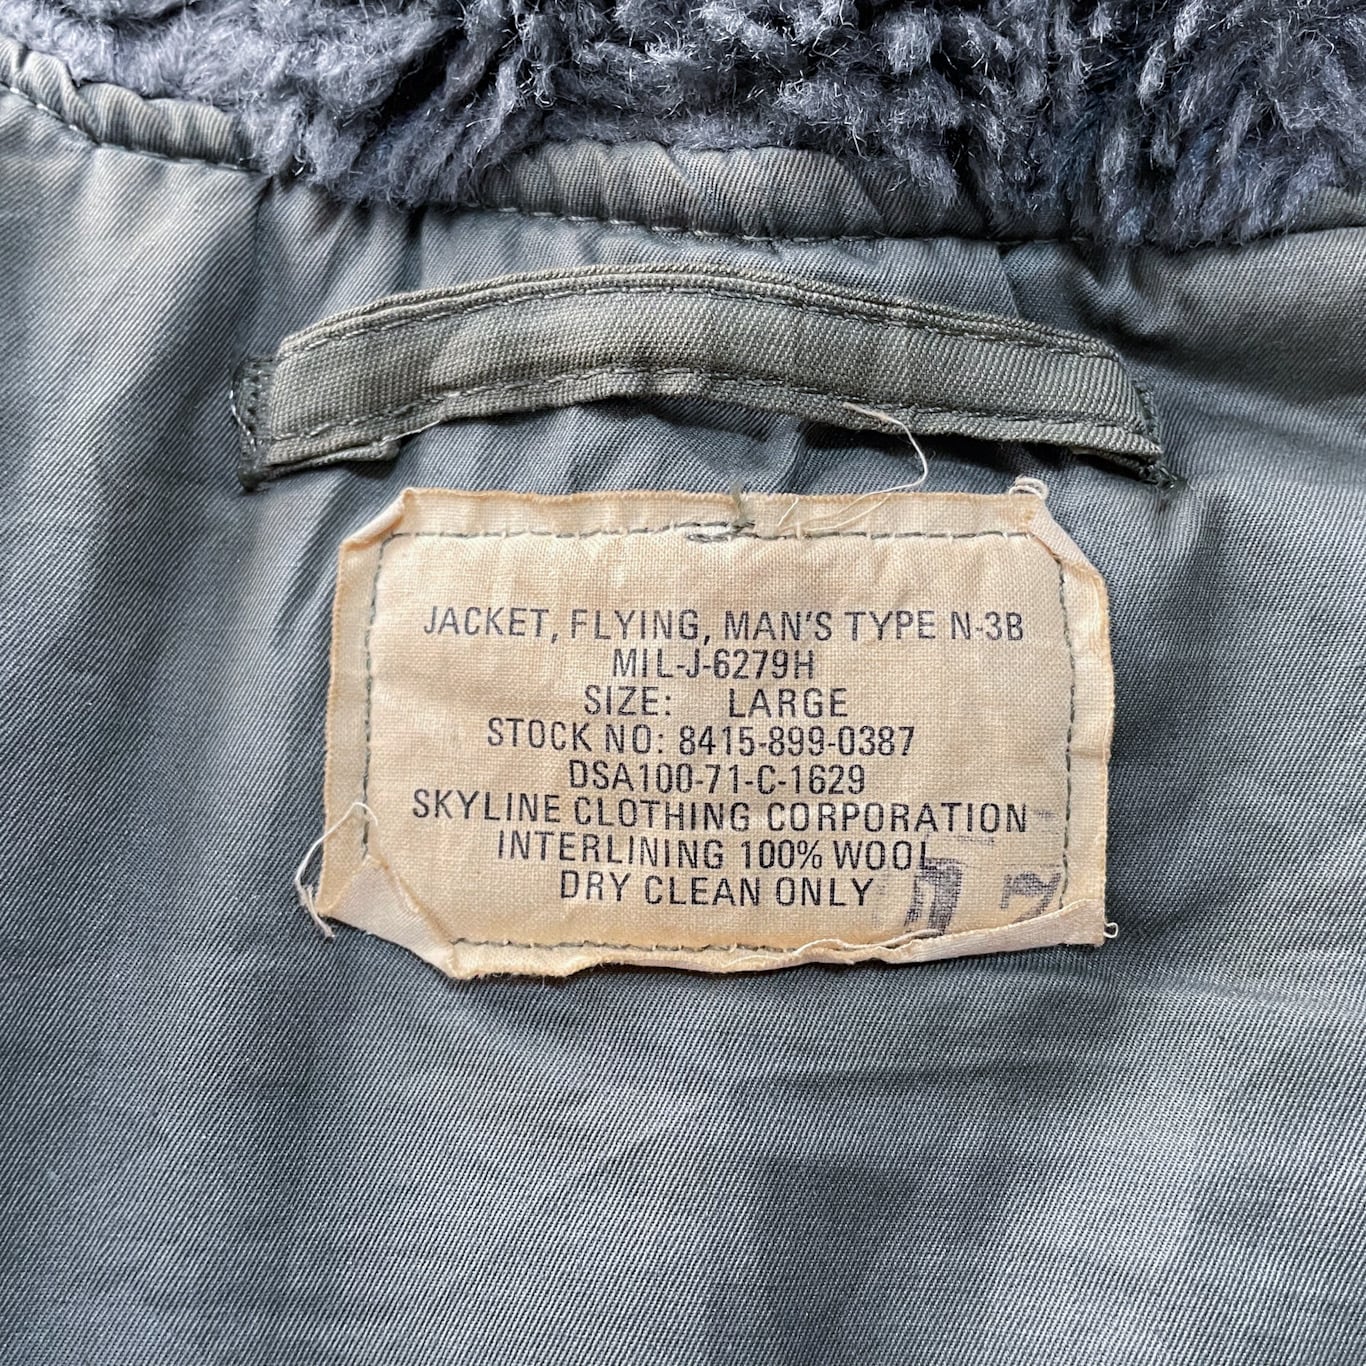 JACKET, FLYING, MAN'S TYPE N-3B
MIL-J-6279H
SIZE: LARGE
STOCK NO: 8415-899-0387
DSA100-71-C-1629
SKYLINE CLOTHING CORPORATION
INTERLINING 100% WOOL
DRY CLEAN ONLY